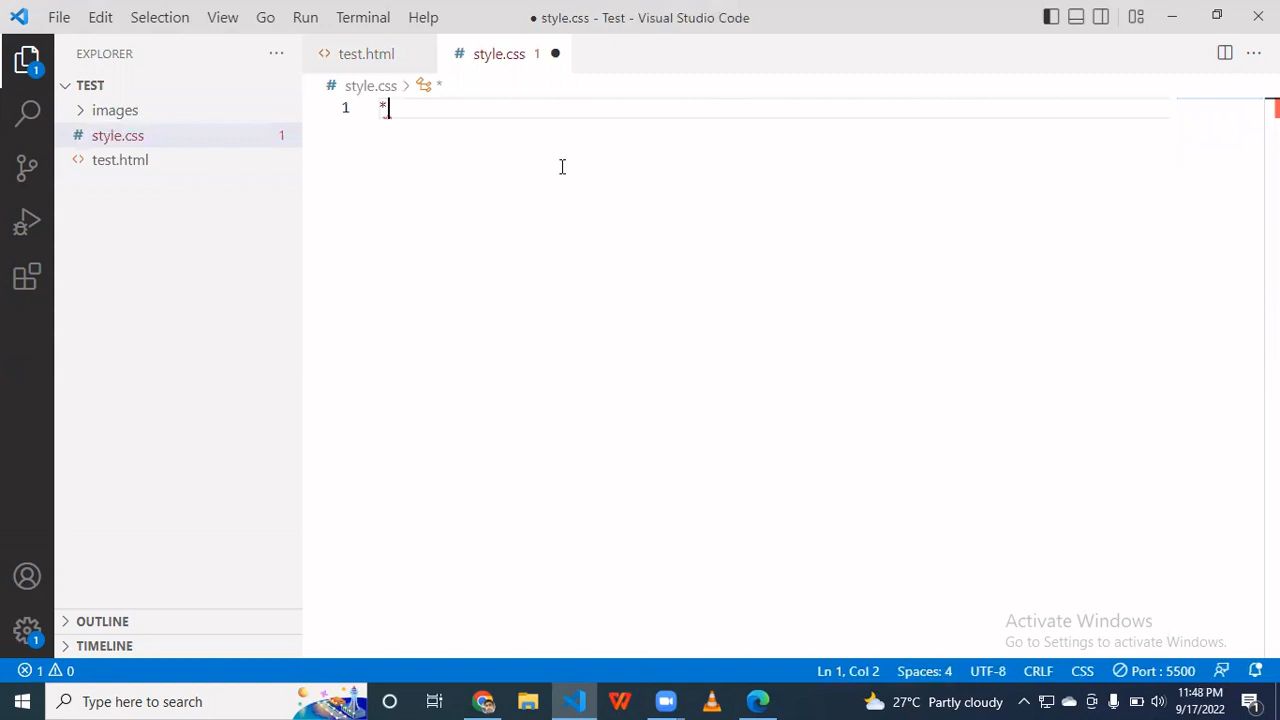 File Edit Selection View Go Run Terminal Help ● style.css - Test - Visual Studio Code
EXPLORER ···
test.html
# style.css 1 ●
TEST
# style.css > *
images
1 *
# style.css 1
test.html
1
1
OUTLINE
TIMELINE
Activate Windows
Go to Settings to activate Windows.
1 0 Ln 1, Col 2 Spaces: 4 UTF-8 CRLF CSS Port : 5500
Type here to search
27°C Partly cloudy
11:48 PM
9/17/2022
1